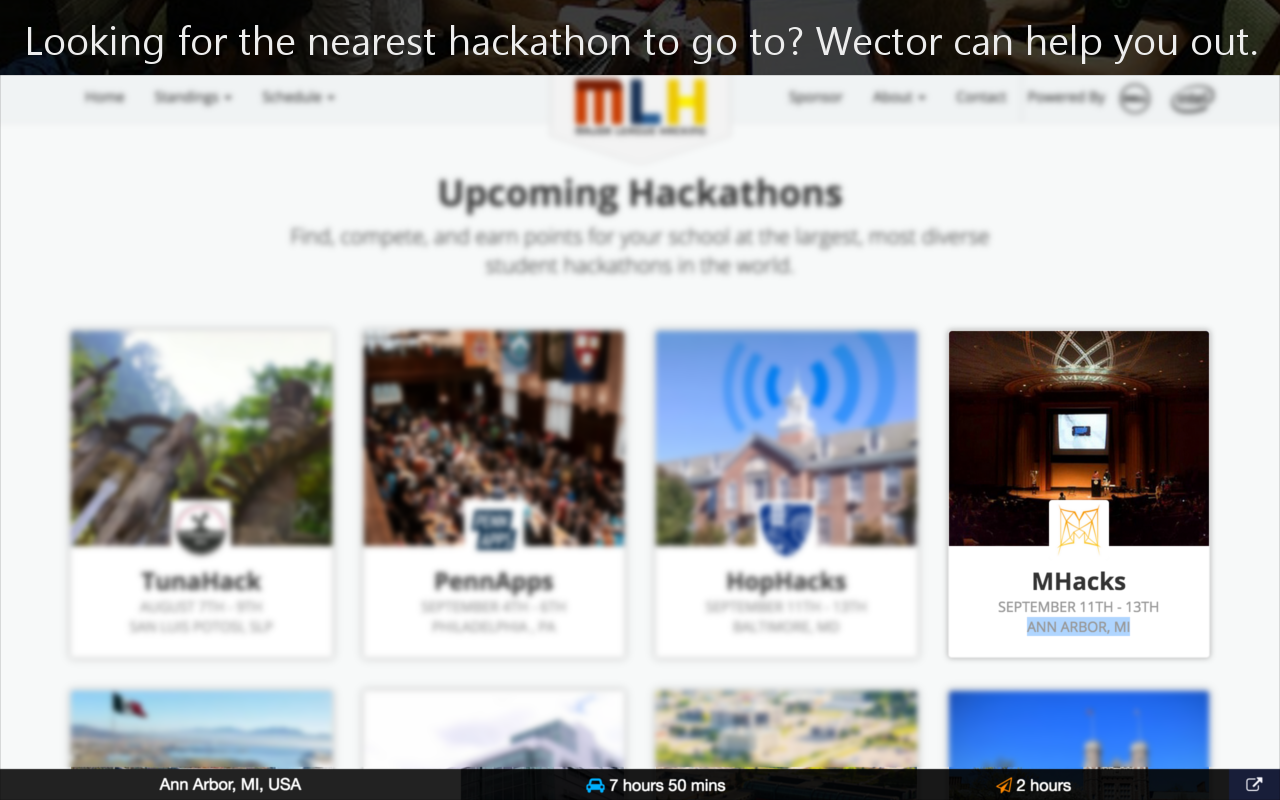 Looking for the nearest hackathon to go to? Wector can help you out.
Home Standings Schedule
MLH
MAJOR LEAGUE HACKING
Sponsor About Contact Powered By
Upcoming Hackathons
Find, compete, and earn points for your school at the largest, most diverse
student hackathons in the world.
TunaHack
AUGUST 7TH - 9TH
SAN LUIS POTOSI, SLP
PennApps
SEPTEMBER 4TH - 6TH
PHILADELPHIA , PA
HopHacks
SEPTEMBER 11TH - 13TH
BALTIMORE, MD
MHacks
SEPTEMBER 11TH - 13TH
ANN ARBOR, MI
Ann Arbor, MI, USA
7 hours 50 mins
2 hours